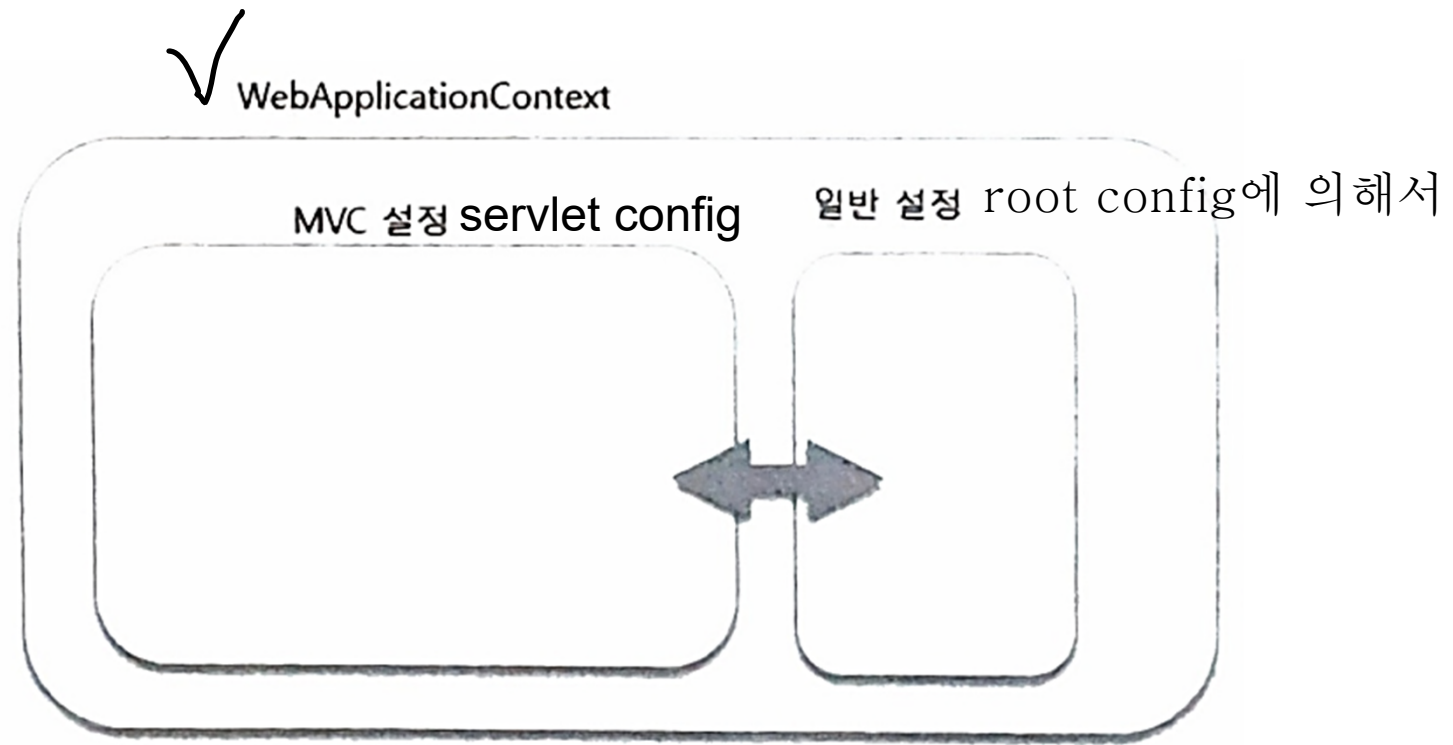 WebApplicationContext
MVC 설정 servlet config
일반 설정 root config에 의해서